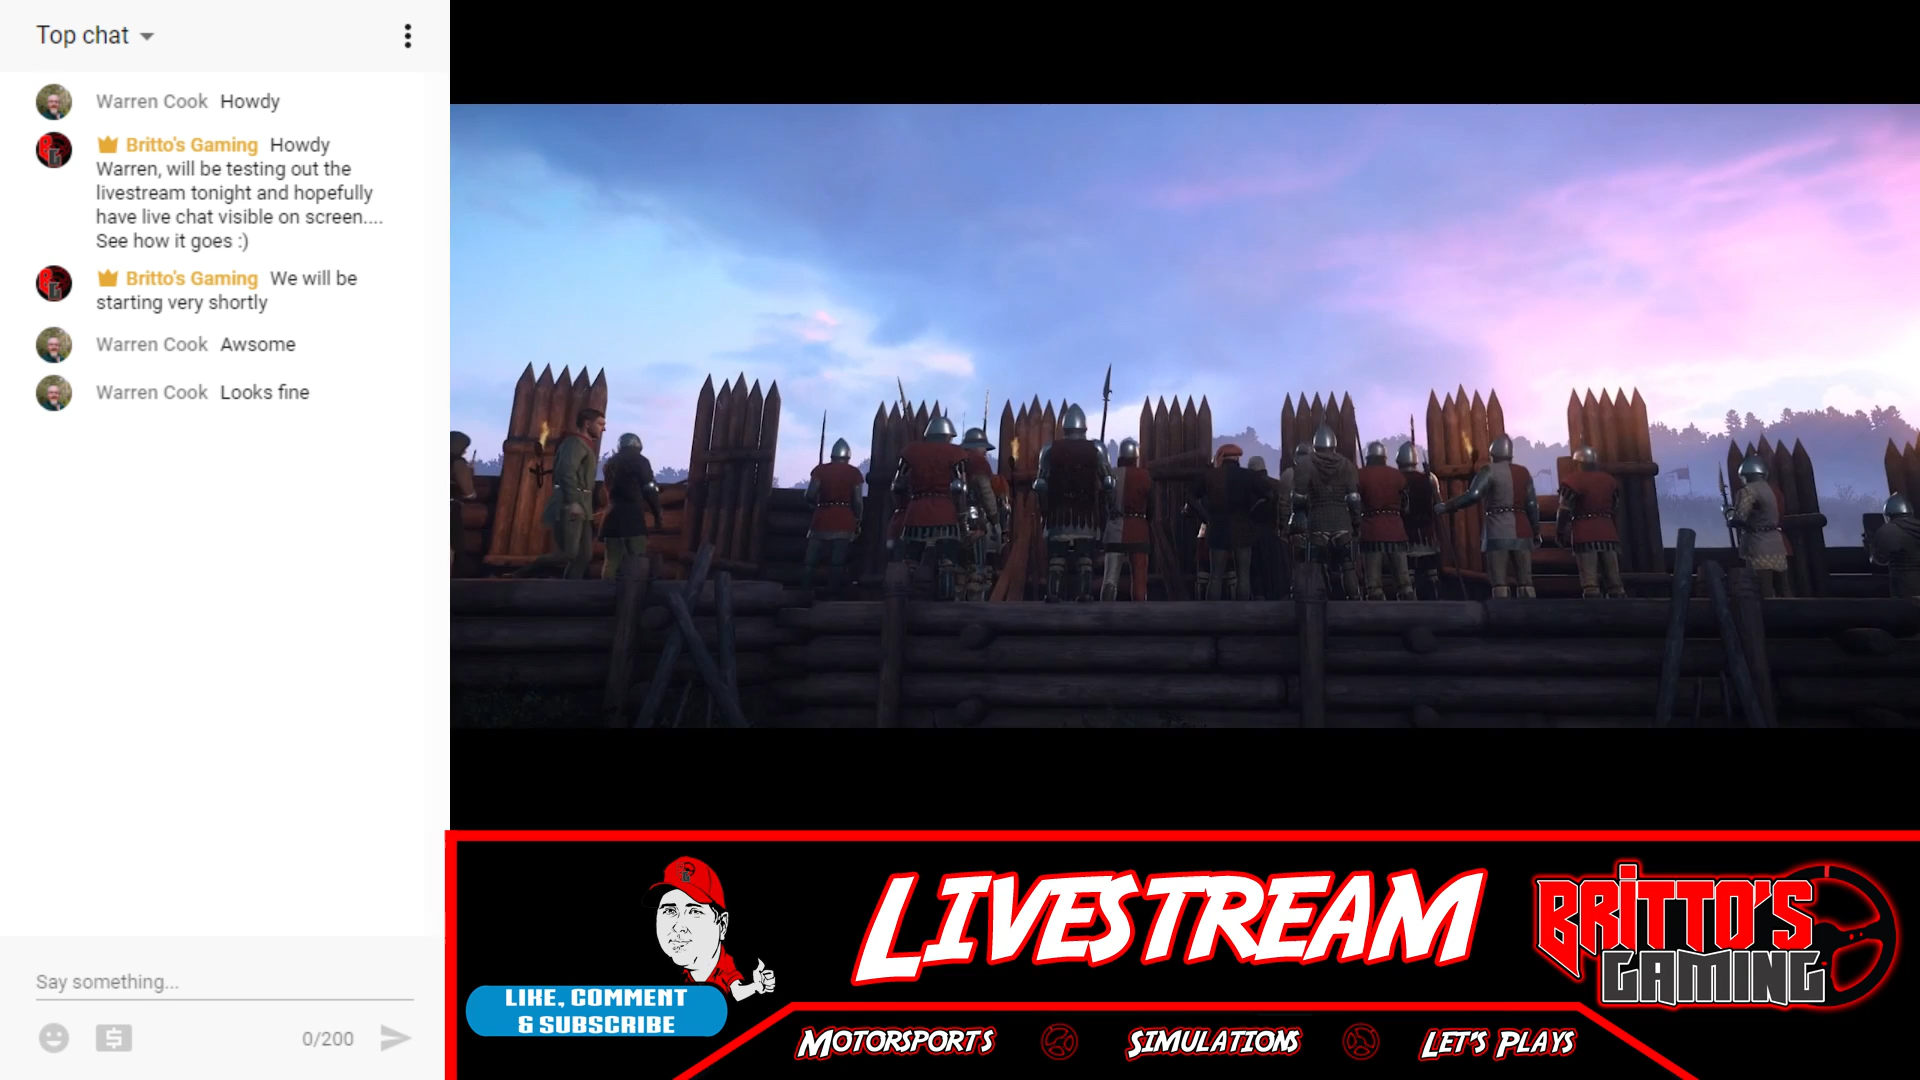 Top chat
Warren Cook Howdy
Britto's Gaming Howdy
Warren, will be testing out the
livestream tonight and hopefully
have live chat visible on screen....
See how it goes :)
Britto's Gaming We will be
starting very shortly
Warren Cook Awsome
Warren Cook Looks fine
Say something...
0/200
LIKE, COMMENT
& SUBSCRIBE
LIVESTREAM
BRITTO'S
GAMING
MOTORSPORTS SIMULATIONS LET'S PLAYS